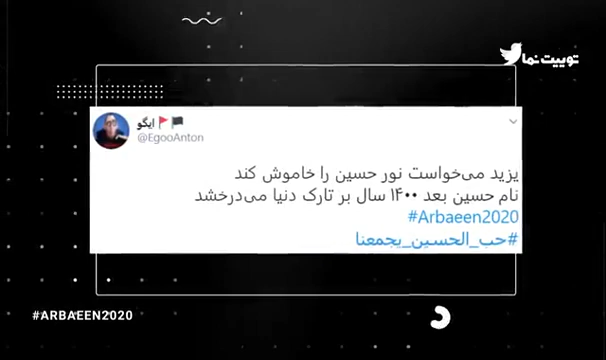 توییت نما
ایگو
@EgooAnton
یزید می‌خواست نور حسین را خاموش کند
نام حسین بعد ۱۴۰۰ سال بر تارک دنیا می‌درخشد
#Arbaeen2020
#حب_الحسین_یجمعنا
#ARBAEEN2020